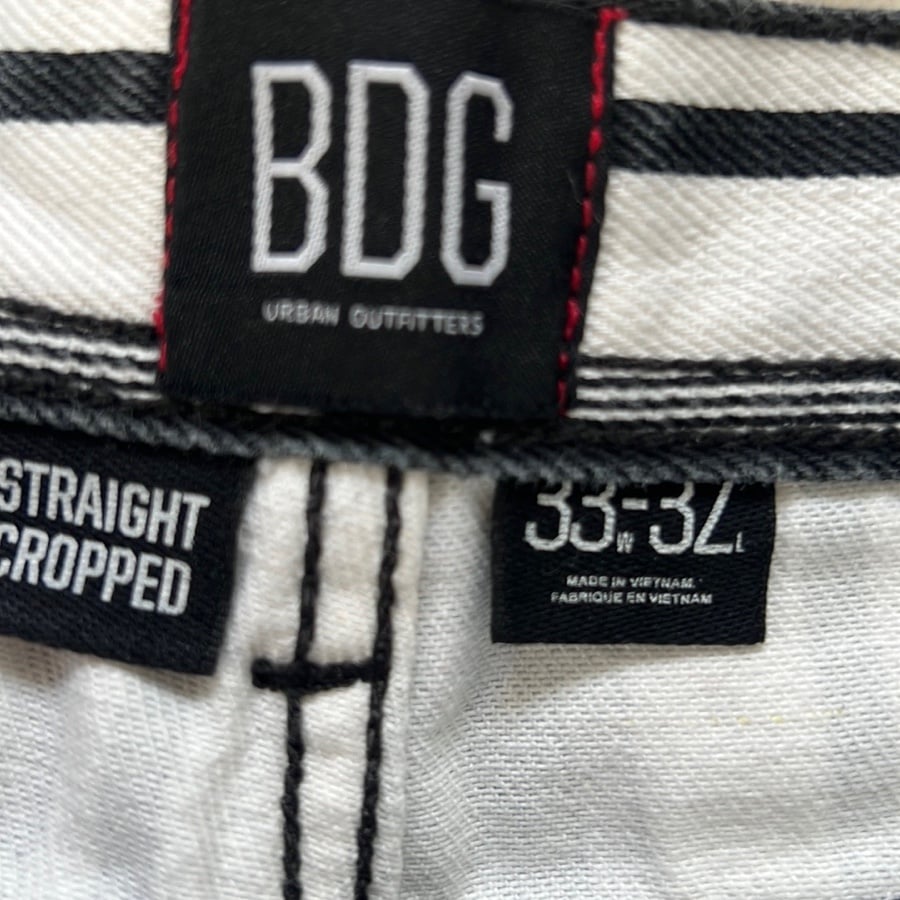 BDG
URBAN OUTFITTERS
STRAIGHT
CROPPED
33W-32L
MADE IN VIETNAM.
FABRIQUE EN VIETNAM